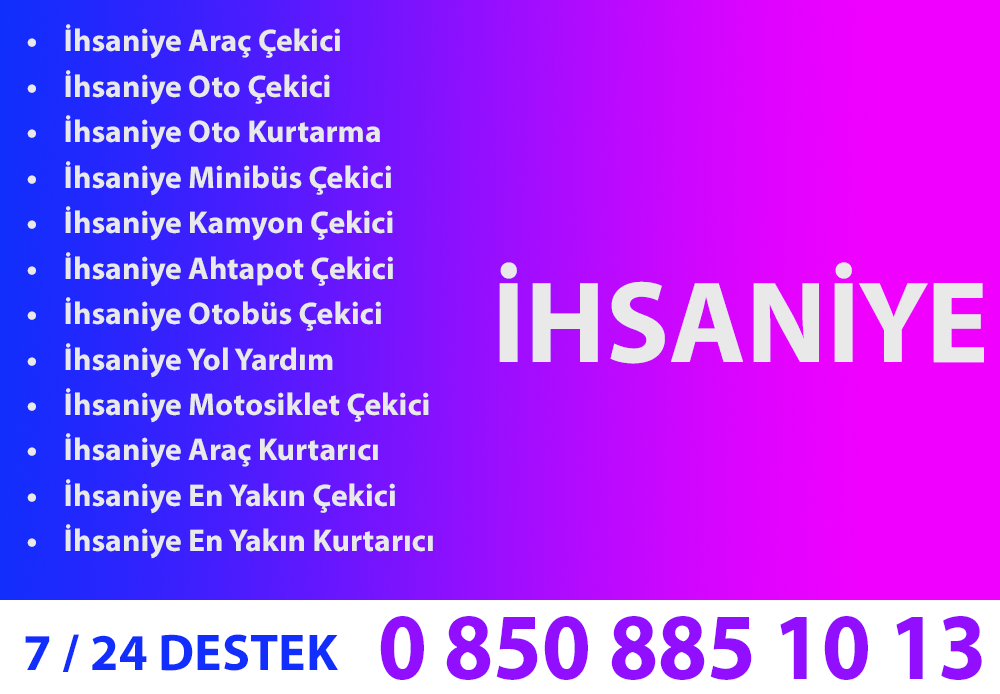 • İhsaniye Araç Çekici
• İhsaniye Oto Çekici
• İhsaniye Oto Kurtarma
• İhsaniye Minibüs Çekici
• İhsaniye Kamyon Çekici
• İhsaniye Ahtapot Çekici
• İhsaniye Otobüs Çekici
• İhsaniye Yol Yardım
• İhsaniye Motosiklet Çekici
• İhsaniye Araç Kurtarıcı
• İhsaniye En Yakın Çekici
• İhsaniye En Yakın Kurtarıcı
İHSANİYE
7 / 24 DESTEK 0 850 885 10 13